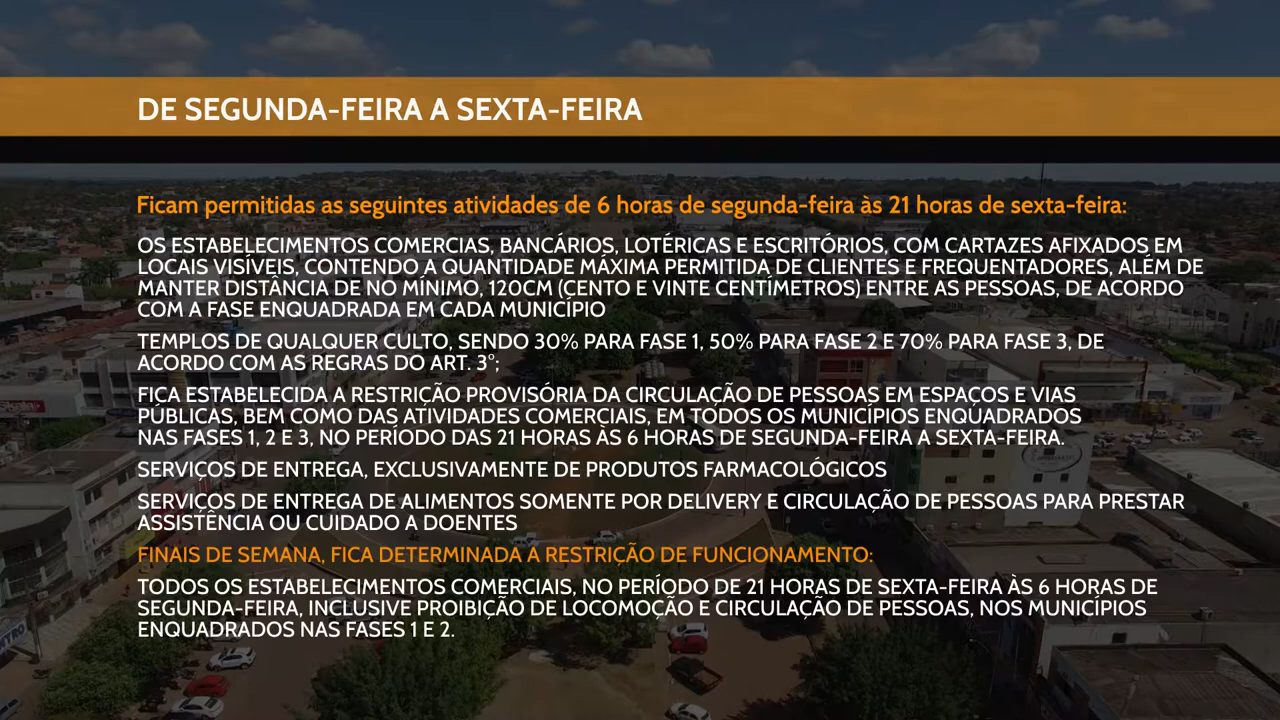 DE SEGUNDA-FEIRA A SEXTA-FEIRA
Ficam permitidas as seguintes atividades de 6 horas de segunda-feira às 21 horas de sexta-feira:
OS ESTABELECIMENTOS COMERCIAS, BANCÁRIOS, LOTÉRICAS E ESCRITÓRIOS, COM CARTAZES AFIXADOS EM
LOCAIS VISÍVEIS, CONTENDO A QUANTIDADE MÁXIMA PERMITIDA DE CLIENTES E FREQUENTADORES, ALÉM DE
MANTER DISTÂNCIA DE NO MÍNIMO, 120CM (CENTO E VINTE CENTÍMETROS) ENTRE AS PESSOAS, DE ACORDO
COM A FASE ENQUADRADA EM CADA MUNICÍPIO
TEMPLOS DE QUALQUER CULTO, SENDO 30% PARA FASE 1, 50% PARA FASE 2 E 70% PARA FASE 3, DE
ACORDO COM AS REGRAS DO ART. 3º;
FICA ESTABELECIDA A RESTRIÇÃO PROVISÓRIA DA CIRCULAÇÃO DE PESSOAS EM ESPAÇOS E VIAS
PÚBLICAS, BEM COMO DAS ATIVIDADES COMERCIAIS, EM TODOS OS MUNICÍPIOS ENQUADRADOS
NAS FASES 1, 2 E 3, NO PERÍODO DAS 21 HORAS ÀS 6 HORAS DE SEGUNDA-FEIRA A SEXTA-FEIRA.
SERVIÇOS DE ENTREGA, EXCLUSIVAMENTE DE PRODUTOS FARMACOLÓGICOS
SERVIÇOS DE ENTREGA DE ALIMENTOS SOMENTE POR DELIVERY E CIRCULAÇÃO DE PESSOAS PARA PRESTAR
ASSISTÊNCIA OU CUIDADO A DOENTES
FINAIS DE SEMANA, FICA DETERMINADA A RESTRIÇÃO DE FUNCIONAMENTO:
TODOS OS ESTABELECIMENTOS COMERCIAIS, NO PERÍODO DE 21 HORAS DE SEXTA-FEIRA ÀS 6 HORAS DE
SEGUNDA-FEIRA, INCLUSIVE PROIBIÇÃO DE LOCOMOÇÃO E CIRCULAÇÃO DE PESSOAS, NOS MUNICÍPIOS
ENQUADRADOS NAS FASES 1 E 2.